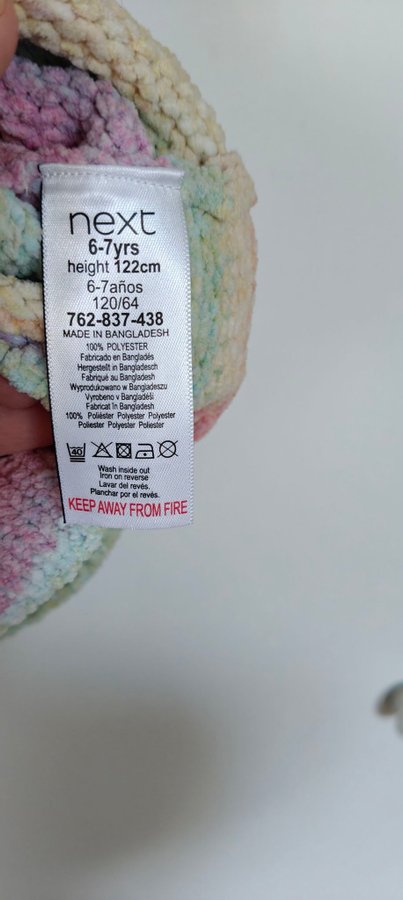 next
6-7yrs
height 122cm
6-7años
120/64
762-837-438
MADE IN BANGLADESH
100% POLYESTER
Fabricado en Bangladés
Hergestellt in Bangladesch
Fabriqué au Bangladesh
Wyprodukowano w Bangladeszu
Vyrobeno v Bangladéši
Fabricat în Bangladesh
100% Poliéster Polyester Polyester
Poliester Polyester Poliester
40
Wash inside out
Iron on reverse
Lavar del revés.
Planchar por el revés.
KEEP AWAY FROM FIRE